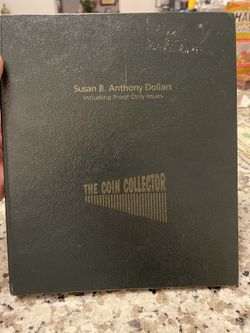 Susan B. Anthony Dollars
Including Proof Only Issues
THE COIN COLLECTOR